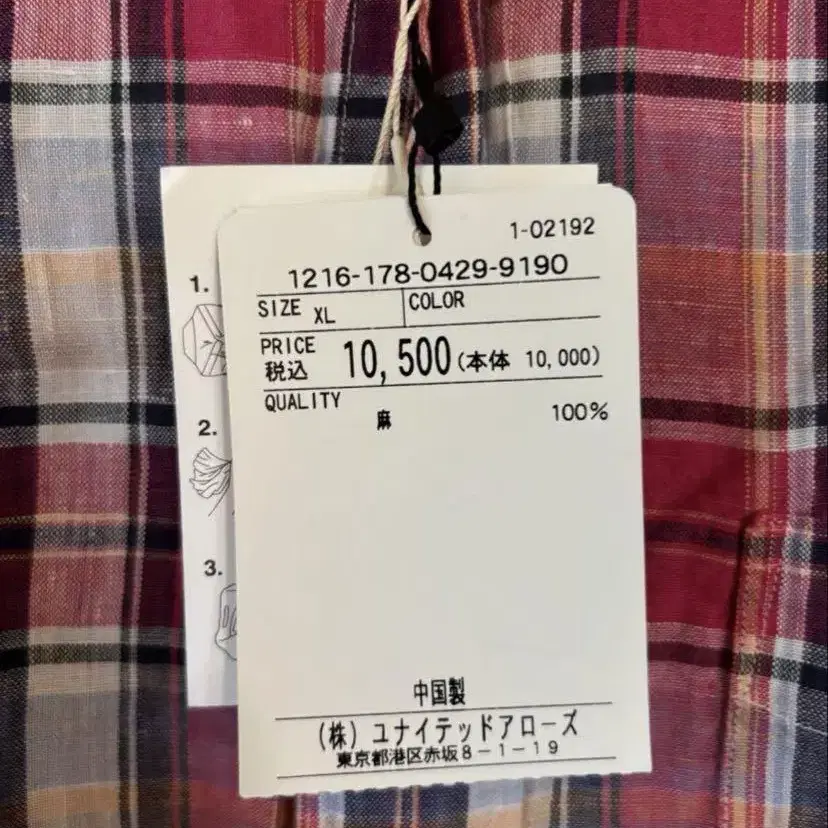 1-02192
1216-178-0429-9190
SIZE XL COLOR
PRICE
税込 10,500(本体 10,000)
QUALITY
麻 100%
1.
2.
3.
中国製
(株) ユナイテッドアローズ
東京都港区赤坂8-1-19